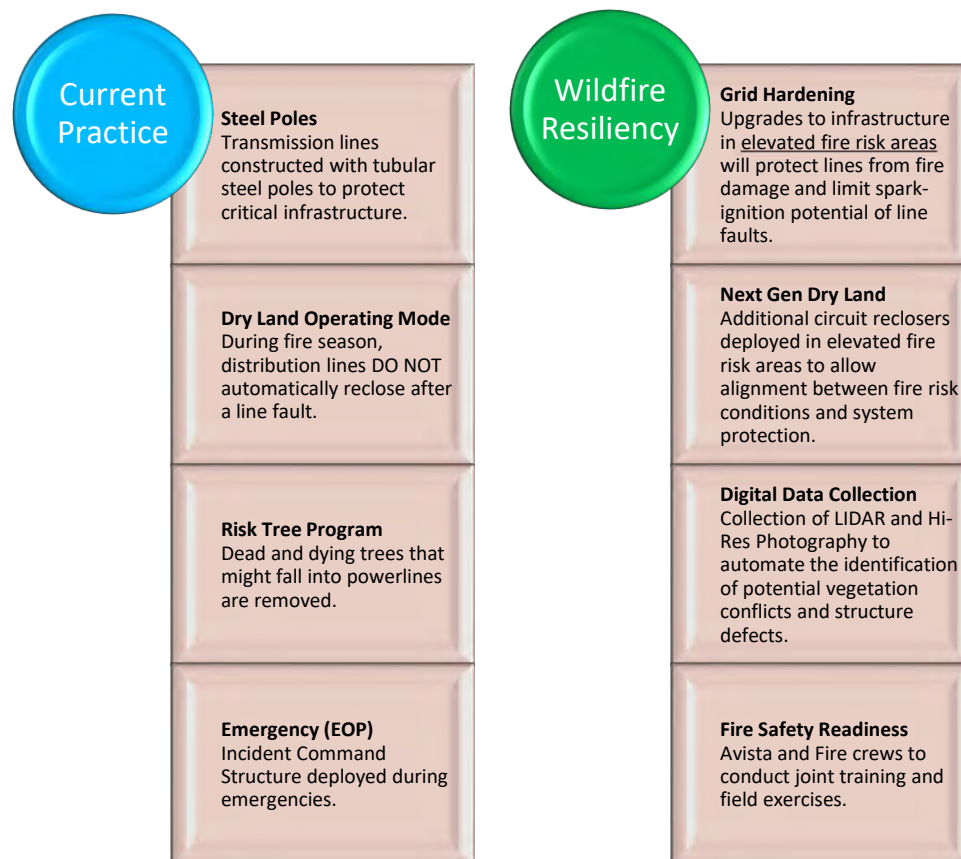 Current
Practice
Steel Poles
Transmission lines
constructed with tubular
steel poles to protect
critical infrastructure.
Dry Land Operating Mode
During fire season,
distribution lines DO NOT
automatically reclose after
a line fault.
Risk Tree Program
Dead and dying trees that
might fall into powerlines
are removed.
Emergency (EOP)
Incident Command
Structure deployed during
emergencies.
Wildfire
Resiliency
Grid Hardening
Upgrades to infrastructure
in elevated fire risk areas
will protect lines from fire
damage and limit spark-
ignition potential of line
faults.
Next Gen Dry Land
Additional circuit reclosers
deployed in elevated fire
risk areas to allow
alignment between fire risk
conditions and system
protection.
Digital Data Collection
Collection of LIDAR and Hi-
Res Photography to
automate the identification
of potential vegetation
conflicts and structure
defects.
Fire Safety Readiness
Avista and Fire crews to
conduct joint training and
field exercises.